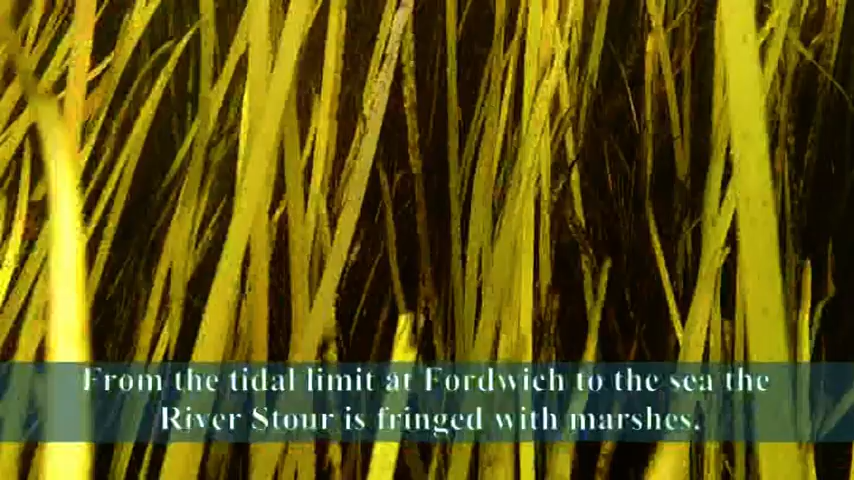 From the tidal limit at Fordwich to the sea the
River Stour is fringed with marshes.